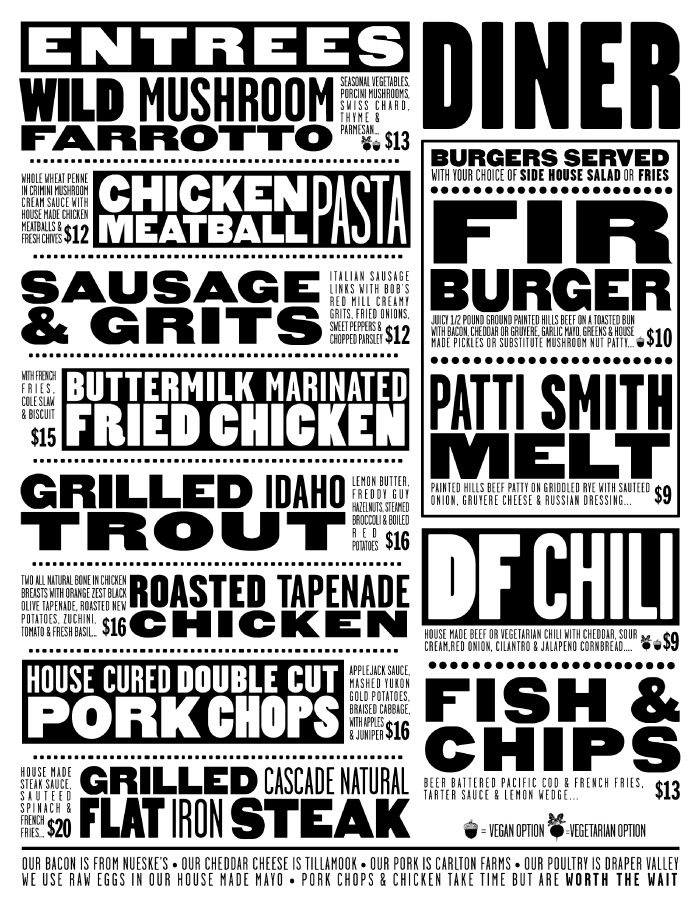 ENTREES
WILD MUSHROOM
FARROTTO
SEASONAL VEGETABLES,
PORCINI MUSHROOMS,
SWISS CHARD,
THYME &
PARMESAN...
$13
WHOLE WHEAT PENNE
IN CRIMINI MUSHROOM
CREAM SAUCE WITH
HOUSE MADE CHICKEN
MEATBALLS &
FRESH CHIVES $12
CHICKEN
MEATBALL
PASTA
SAUSAGE
& GRITS
ITALIAN SAUSAGE
LINKS WITH BOB'S
RED MILL CREAMY
GRITS, FRIED ONIONS,
SWEET PEPPERS &
CHOPPED PARSLEY $12
WITH FRENCH
FRIES,
COLE SLAW
& BISCUIT
$15
BUTTERMILK MARINATED
FRIED CHICKEN
GRILLED IDAHO
TROUT
LEMON BUTTER,
FREDDY GUY
HAZELNUTS, STEAMED
BROCCOLI & BOILED
RED
POTATOES $16
TWO ALL NATURAL BONE IN CHICKEN
BREASTS WITH ORANGE ZEST BLACK
OLIVE TAPENADE, ROASTED NEW
POTATOES, ZUCHINI,
TOMATO & FRESH BASIL... $16
ROASTED TAPENADE
CHICKEN
HOUSE CURED DOUBLE CUT
PORK CHOPS
APPLEJACK SAUCE,
MASHED YUKON
GOLD POTATOES,
BRAISED CABBAGE,
WITH APPLES
& JUNIPER $16
HOUSE MADE
STEAK SAUCE,
SAUTEED
SPINACH &
FRENCH
FRIES... $20
GRILLED CASCADE NATURAL
FLAT IRON STEAK
DINER
BURGERS SERVED
WITH YOUR CHOICE OF SIDE HOUSE SALAD OR FRIES
FIR
BURGER
JUICY 1/2 POUND GROUND PAINTED HILLS BEEF ON A TOASTED BUN
WITH BACON, CHEDDAR OR GRUYERE, GARLIC MAYO, GREENS & HOUSE
MADE PICKLES OR SUBSTITUTE MUSHROOM NUT PATTY... $10
PATTI SMITH
MELT
PAINTED HILLS BEEF PATTY ON GRIDDLED RYE WITH SAUTEED
ONION, GRUYERE CHEESE & RUSSIAN DRESSING... $9
DF CHILI
HOUSE MADE BEEF OR VEGETARIAN CHILI WITH CHEDDAR, SOUR
CREAM,RED ONION, CILANTRO & JALAPENO CORNBREAD.... $9
FISH &
CHIPS
BEER BATTERED PACIFIC COD & FRENCH FRIES,
TARTER SAUCE & LEMON WEDGE... $13
= VEGAN OPTION =VEGETARIAN OPTION
OUR BACON IS FROM NUESKE'S • OUR CHEDDAR CHEESE IS TILLAMOOK • OUR PORK IS CARLTON FARMS • OUR POULTRY IS DRAPER VALLEY
WE USE RAW EGGS IN OUR HOUSE MADE MAYO • PORK CHOPS & CHICKEN TAKE TIME BUT ARE WORTH THE WAIT